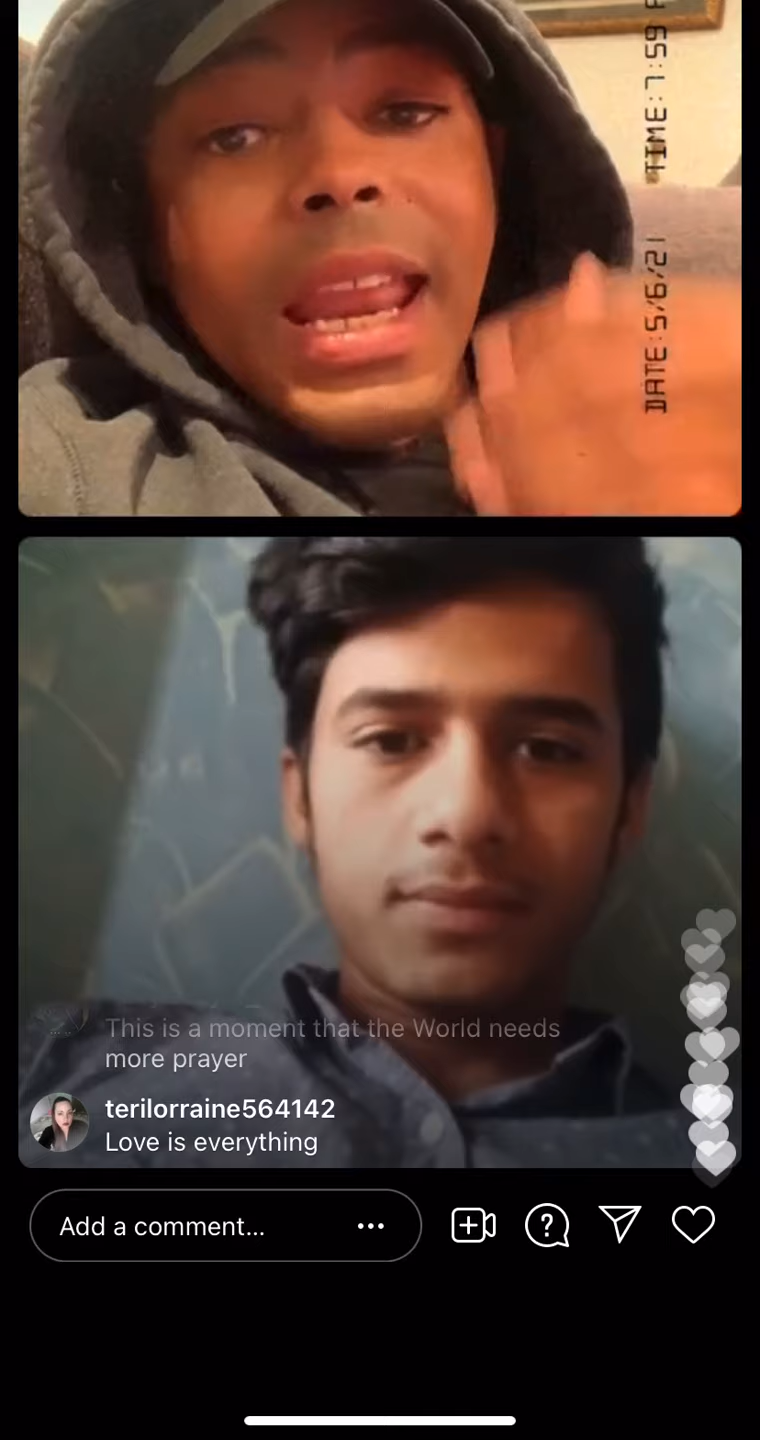 DATE:5/6/21 TIME:7:59
This is a moment that the World needs
more prayer
terilorraine564142
Love is everything
Add a comment...